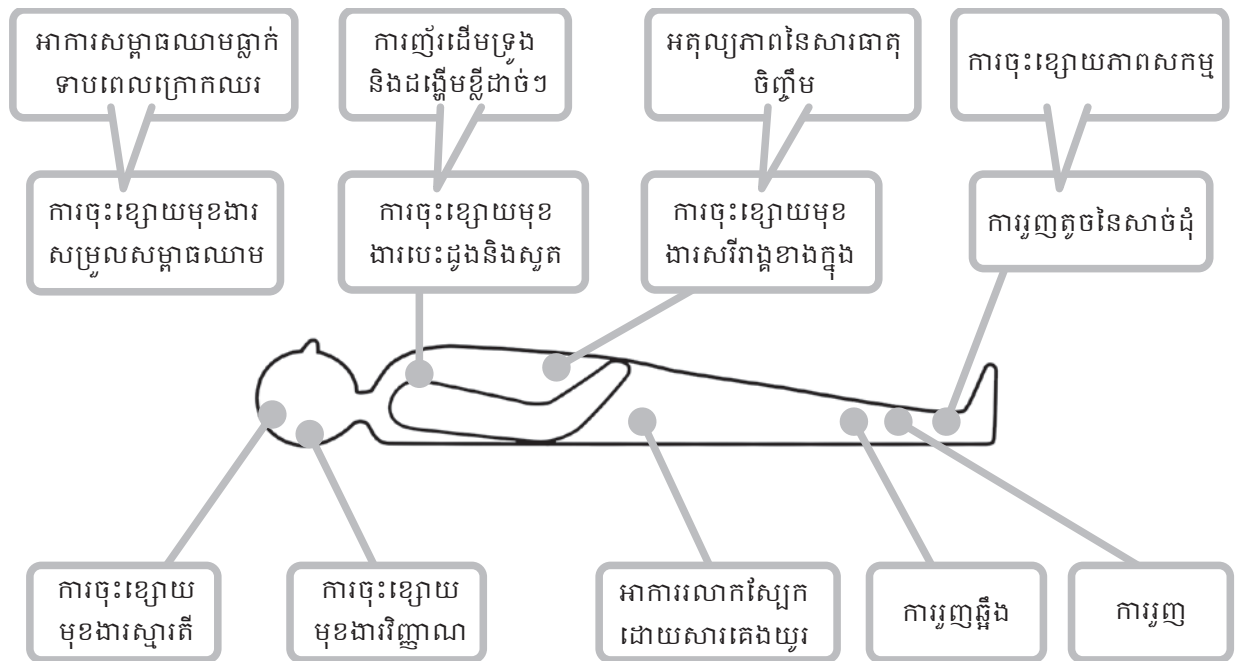 អាការសម្ពាធឈាមធ្លាក់
ទាបពេលក្រោកឈរ
ការញ័រដើមទ្រូង
និងដង្ហើមខ្លីដាច់ៗ
អតុល្យភាពនៃសារធាតុ
ចិញ្ចឹម
ការចុះខ្សោយភាពសកម្ម
ការចុះខ្សោយមុខងារ
សម្រួលសម្ពាធឈាម
ការចុះខ្សោយមុខ
ងារបេះដូងនិងសួត
ការចុះខ្សោយមុខ
ងារសរីរាង្គខាងក្នុង
ការរួញតូចនៃសាច់ដុំ
ការចុះខ្សោយ
មុខងារស្មារតី
ការចុះខ្សោយ
មុខងារវិញ្ញាណ
អាការរលាកស្បែក
ដោយសារគេងយូរ
ការរួញឆ្អឹង
ការរួញ